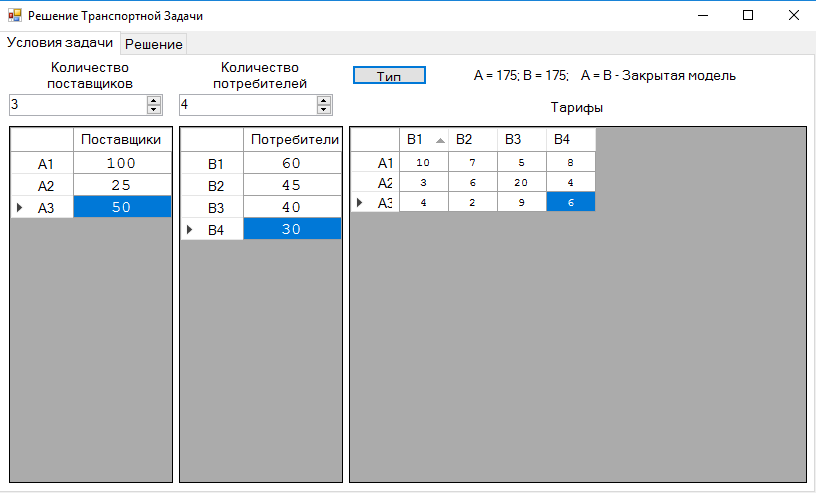 Решение Транспортной Задачи
Условия задачи Решение
Количество поставщиков
3
Количество потребителей
4
Тип
A = 175; B = 175; A = B - Закрытая модель
Тарифы
Поставщики
A1 100
A2 25
A3 50
Потребители
B1 60
B2 45
B3 40
B4 30
B1 B2 B3 B4
A1 10 7 5 8
A2 3 6 20 4
A3 4 2 9 6